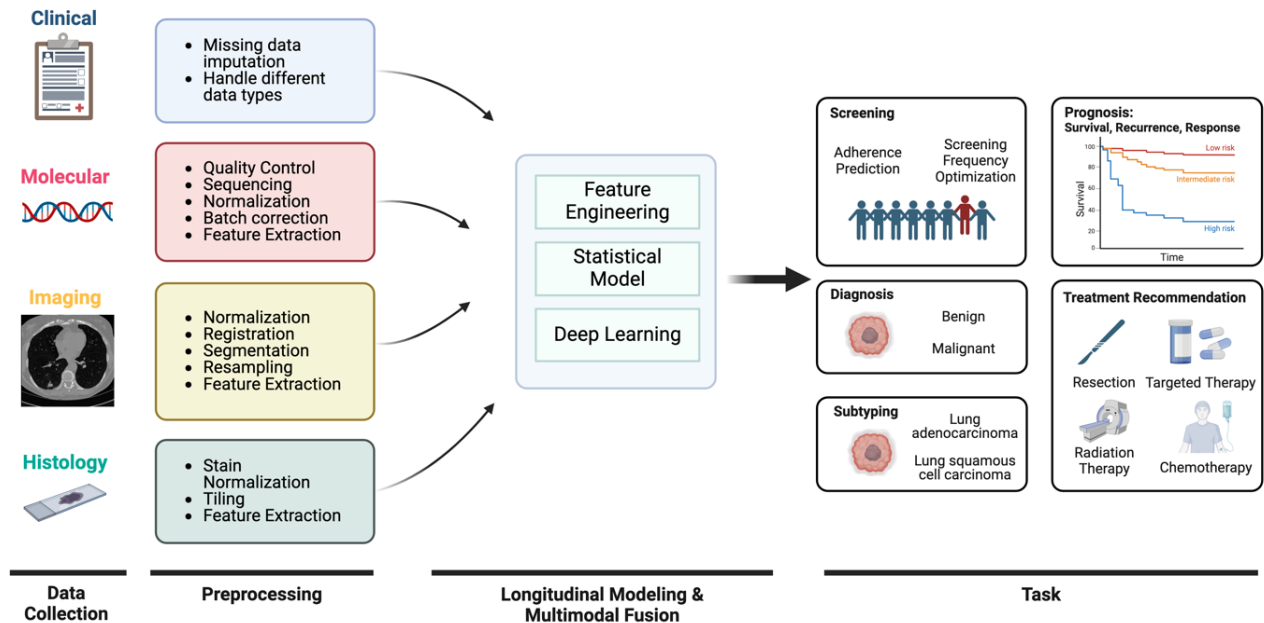 Clinical
• Missing data
imputation
• Handle different
data types
Molecular
• Quality Control
• Sequencing
• Normalization
• Batch correction
• Feature Extraction
Imaging
• Normalization
• Registration
• Segmentation
• Resampling
• Feature Extraction
Histology
• Stain
Normalization
• Tiling
• Feature Extraction
Feature
Engineering
Statistical
Model
Deep Learning
Screening
Adherence
Prediction
Screening
Frequency
Optimization
Diagnosis
Benign
Malignant
Subtyping
Lung
adenocarcinoma
Lung squamous
cell carcinoma
Prognosis:
Survival, Recurrence, Response
100
80
60
40
20
0
Survival
Time
Low risk
Intermediate risk
High risk
Treatment Recommendation
Resection
Targeted Therapy
Radiation
Therapy
Chemotherapy
Data
Collection
Preprocessing
Longitudinal Modeling &
Multimodal Fusion
Task